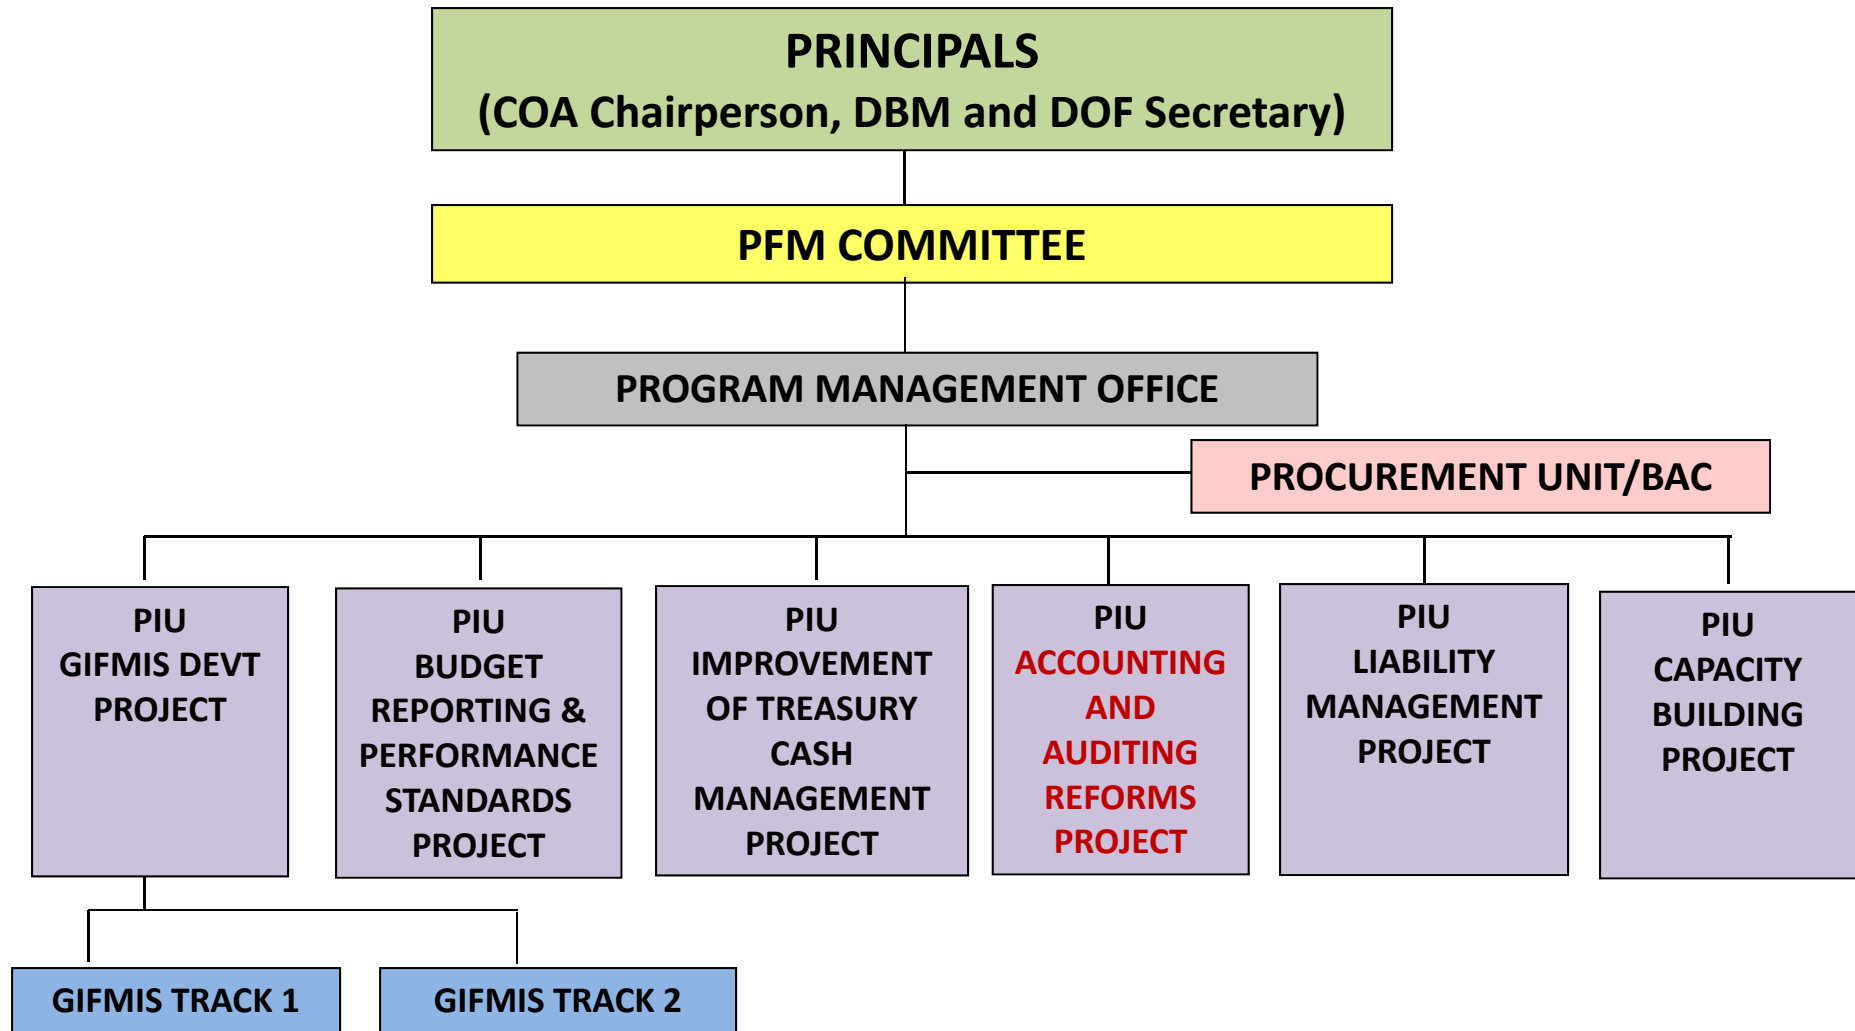 PRINCIPALS
(COA Chairperson, DBM and DOF Secretary)
PFM COMMITTEE
PROGRAM MANAGEMENT OFFICE
PROCUREMENT UNIT/BAC
PIU
GIFMIS DEVT
PROJECT
PIU
BUDGET
REPORTING &
PERFORMANCE
STANDARDS
PROJECT
PIU
IMPROVEMENT
OF TREASURY
CASH
MANAGEMENT
PROJECT
PIU
ACCOUNTING
AND
AUDITING
REFORMS
PROJECT
PIU
LIABILITY
MANAGEMENT
PROJECT
PIU
CAPACITY
BUILDING
PROJECT
GIFMIS TRACK 1
GIFMIS TRACK 2